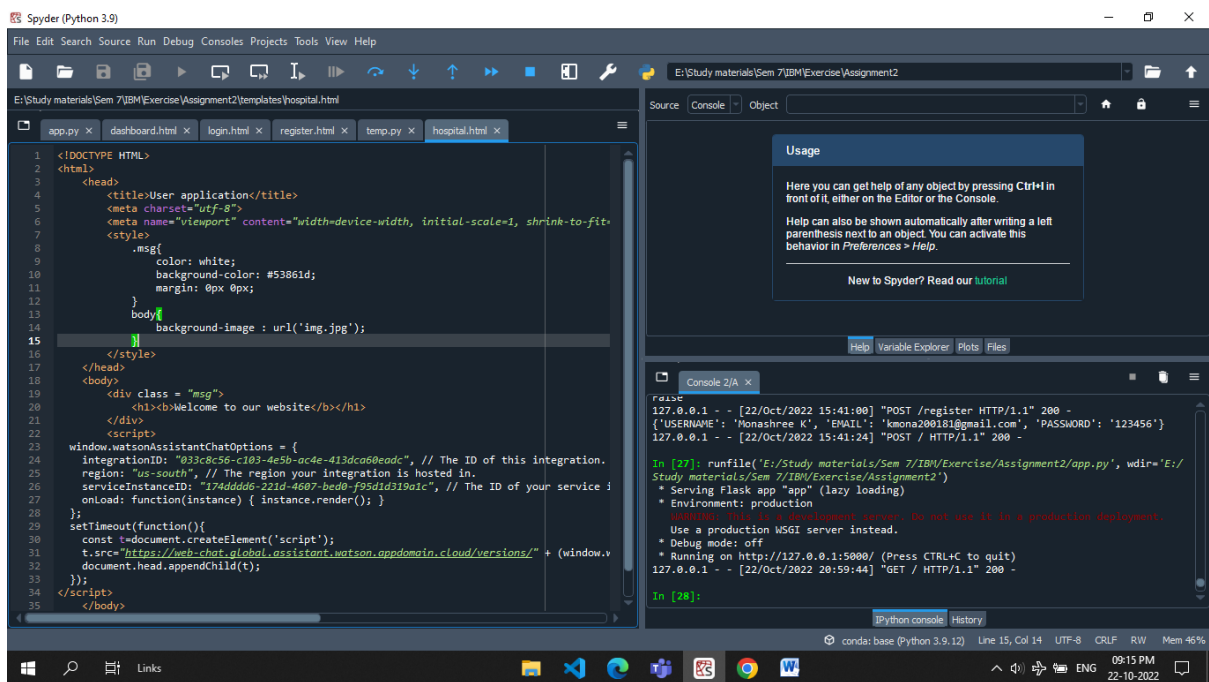 Spyder (Python 3.9)
File Edit Search Source Run Debug Consoles Projects Tools View Help
E:\Study materials\Sem 7\IBM\Exercise\Assignment2
E:\Study materials\Sem 7\IBM\Exercise\Assignment2\templates\hospital.html
app.py dashboard.html login.html register.html temp.py hospital.html
1 <!DOCTYPE HTML>
2 <html>
3 <head>
4 <title>User application</title>
5 <meta charset="utf-8">
6 <meta name="viewport" content="width=device-width, initial-scale=1, shrink-to-fit=
7 <style>
8 .msg{
9 color: white;
10 background-color: #53861d;
11 margin: 0px 0px;
12 }
13 body{
14 background-image : url('img.jpg');
15 }
16 </style>
17 </head>
18 <body>
19 <div class = "msg">
20 <h1><b>Welcome to our website</b></h1>
21 </div>
22 <script>
23 window.watsonAssistantChatOptions = {
24 integrationID: "033c8c56-c103-4e5b-ac4e-413dca60eadc", // The ID of this integration.
25 region: "us-south", // The region your integration is hosted in.
26 serviceInstanceID: "174dddd6-221d-4607-bed0-f95d1d319a1c", // The ID of your service i
27 onLoad: function(instance) { instance.render(); }
28 };
29 setTimeout(function(){
30 const t=document.createElement('script');
31 t.src="https://web-chat.global.assistant.watson.appdomain.cloud/versions/" + (window.w
32 document.head.appendChild(t);
33 });
34 </script>
35 </body>
Source Console Object
Usage
Here you can get help of any object by pressing Ctrl+I in
front of it, either on the Editor or the Console.
Help can also be shown automatically after writing a left
parenthesis next to an object. You can activate this
behavior in Preferences > Help.
New to Spyder? Read our tutorial
Help Variable Explorer Plots Files
Console 2/A
False
127.0.0.1 - - [22/Oct/2022 15:41:00] "POST /register HTTP/1.1" 200 -
{'USERNAME': 'Monashree K', 'EMAIL': 'kmona200181@gmail.com', 'PASSWORD': '123456'}
127.0.0.1 - - [22/Oct/2022 15:41:24] "POST / HTTP/1.1" 200 -
In [27]: runfile('E:/Study materials/Sem 7/IBM/Exercise/Assignment2/app.py', wdir='E:/
Study materials/Sem 7/IBM/Exercise/Assignment2')
* Serving Flask app "app" (lazy loading)
* Environment: production
WARNING: This is a development server. Do not use it in a production deployment.
Use a production WSGI server instead.
* Debug mode: off
* Running on http://127.0.0.1:5000/ (Press CTRL+C to quit)
127.0.0.1 - - [22/Oct/2022 20:59:44] "GET / HTTP/1.1" 200 -
In [28]:
IPython console History
conda: base (Python 3.9.12) Line 15, Col 14 UTF-8 CRLF RW Mem 46%
Links
ENG
09:15 PM
22-10-2022